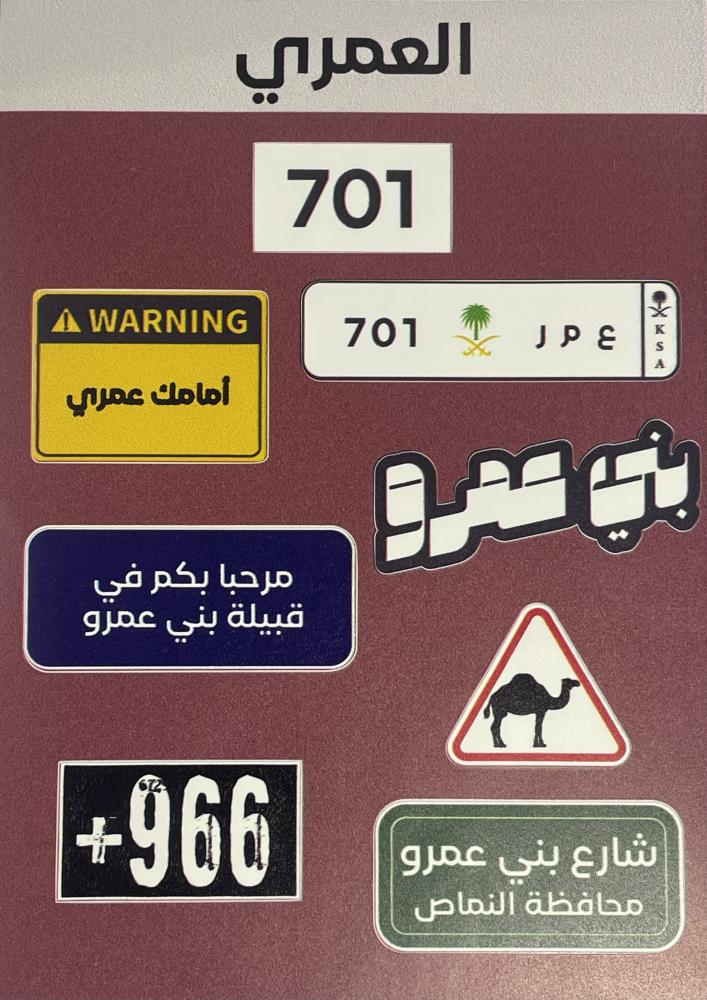 العمري
701
WARNING
أمامك عمري
701 ع م ر
KSA
بني عمرو
مرحبا بكم في
قبيلة بني عمرو
+966
شارع بني عمرو
محافظة النماص